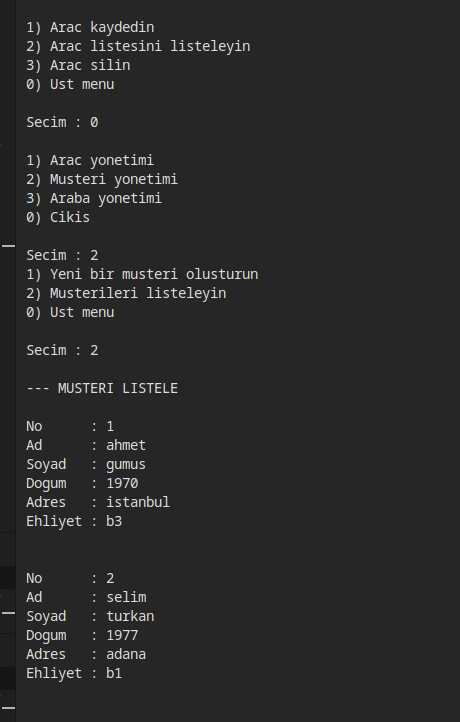 1) Arac kaydedin
2) Arac listesini listeleyin
3) Arac silin
0) Ust menu
Secim : 0
1) Arac yonetimi
2) Musteri yonetimi
3) Araba yonetimi
0) Cikis
Secim : 2
1) Yeni bir musteri olusturun
2) Musterileri listeleyin
0) Ust menu
Secim : 2
--- MUSTERI LISTELE
No      : 1
Ad      : ahmet
Soyad   : gumus
Dogum   : 1970
Adres   : istanbul
Ehliyet : b3
No      : 2
Ad      : selim
Soyad   : turkan
Dogum   : 1977
Adres   : adana
Ehliyet : b1